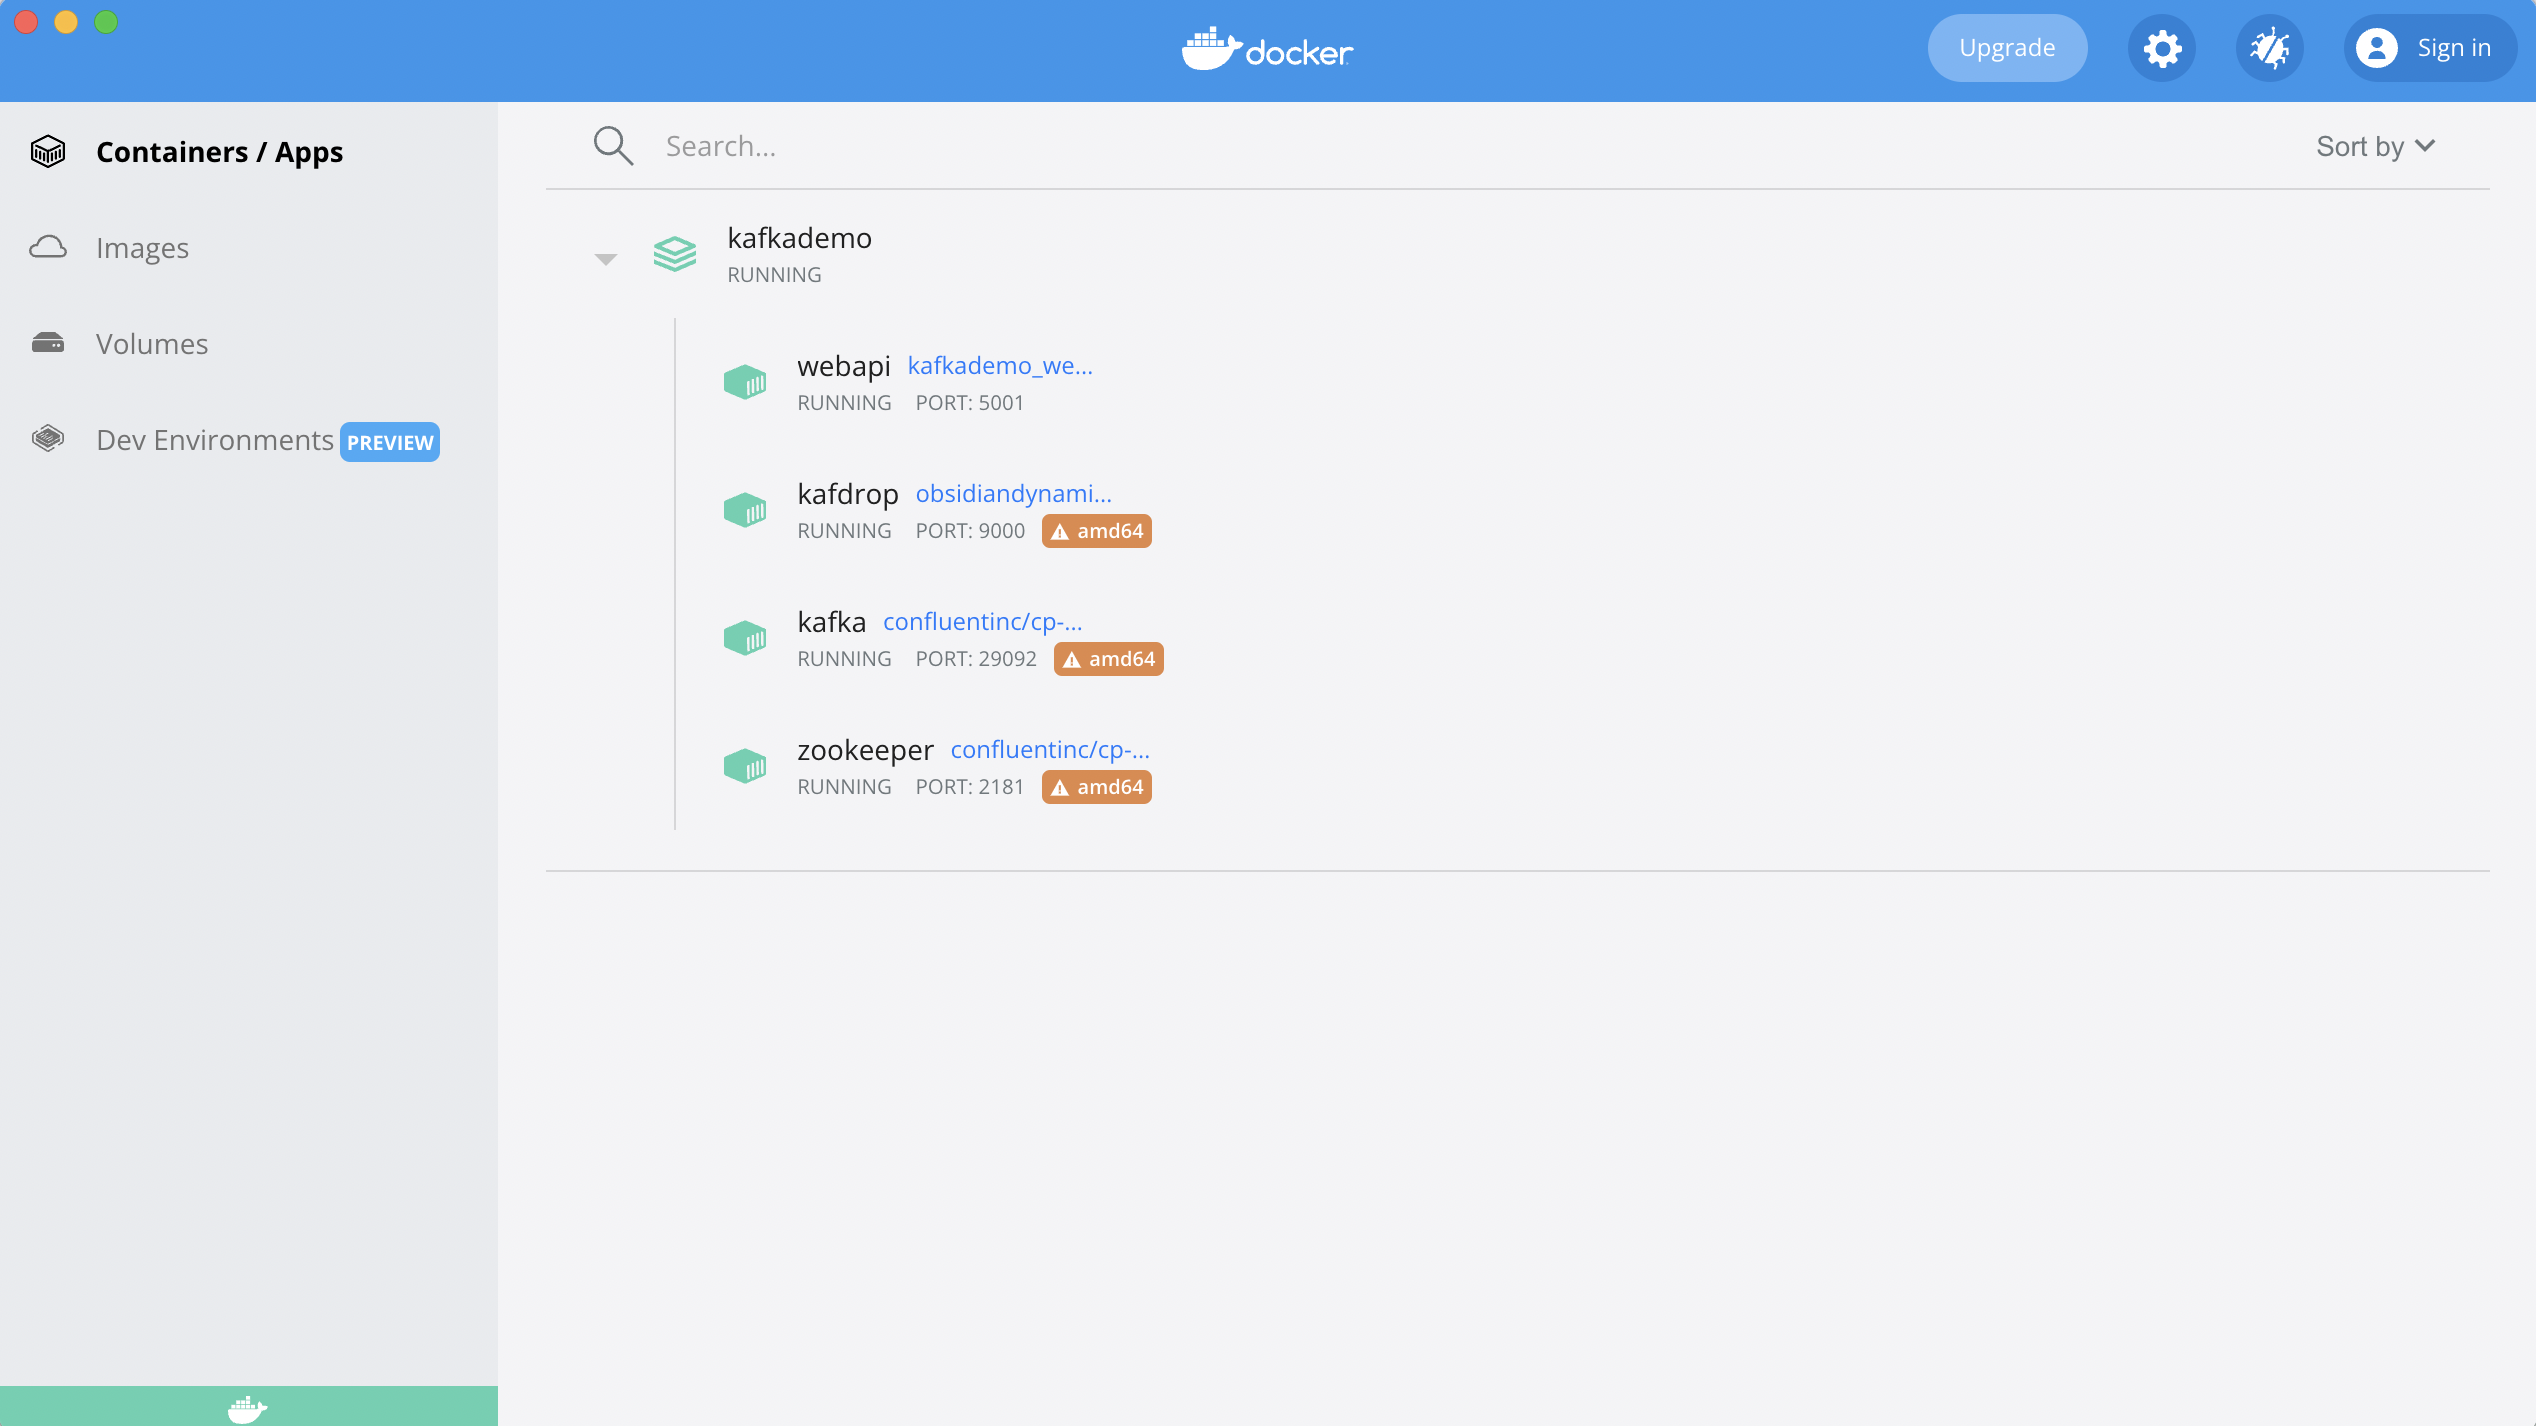 docker
Upgrade
Sign in
Containers / Apps
Images
Volumes
Dev Environments PREVIEW
Search...
Sort by
kafkademo
RUNNING
webapi kafkademo_we...
RUNNING PORT: 5001
kafdrop obsidiandynami...
RUNNING PORT: 9000 amd64
kafka confluentinc/cp-...
RUNNING PORT: 29092 amd64
zookeeper confluentinc/cp-...
RUNNING PORT: 2181 amd64